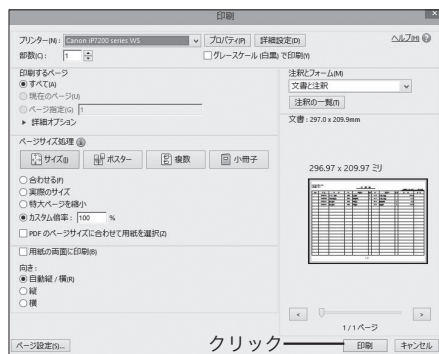 印刷
プリンター(N): Canon iP7200 series WS プロパティ(P) 詳細設定(D) ヘルプ(H)
部数(C): 1 グレースケール (白黒) で印刷(Y)
印刷するページ
すべて(A)
現在のページ(U)
ページ指定(G) 1
詳細オプション
ページサイズ処理
サイズ(I) ポスター 複数 小冊子
合わせる(F)
実際のサイズ
特大ページを縮小
カスタム倍率: 100 %
PDF のページサイズに合わせて用紙を選択(Z)
用紙の両面に印刷(B)
向き:
自動縦 / 横(R)
縦
横
注釈とフォーム(M)
文書と注釈
注釈の一覧(T)
文書: 297.0 x 209.9mm
296.97 x 209.97 ミリ
< >
1 / 1 ページ
ページ設定(S)... クリック 印刷 キャンセル